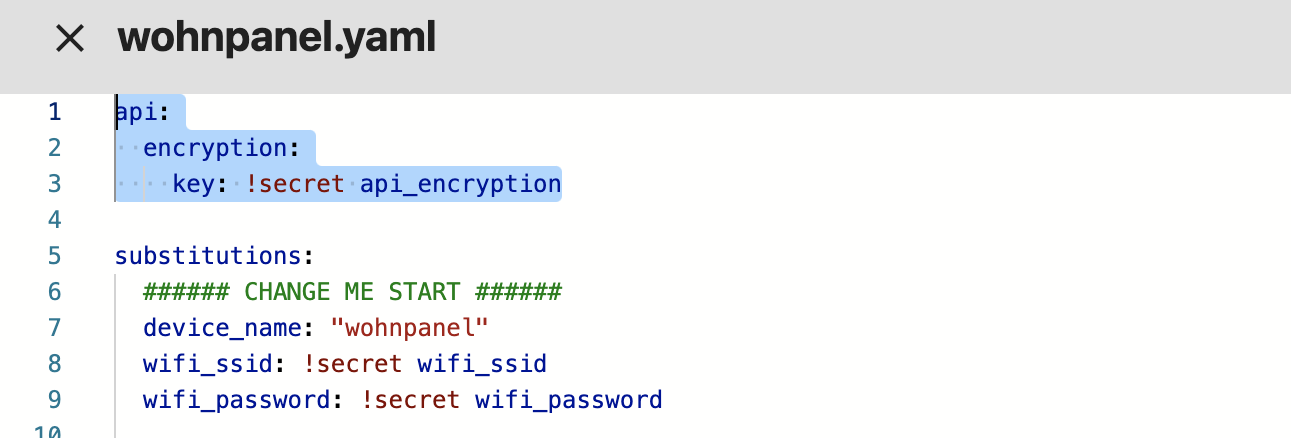 wohnpanel.yaml
1 api:
2   encryption:
3     key: !secret api_encryption
4
5 substitutions:
6   ###### CHANGE ME START ######
7   device_name: "wohnpanel"
8   wifi_ssid: !secret wifi_ssid
9   wifi_password: !secret wifi_password
10